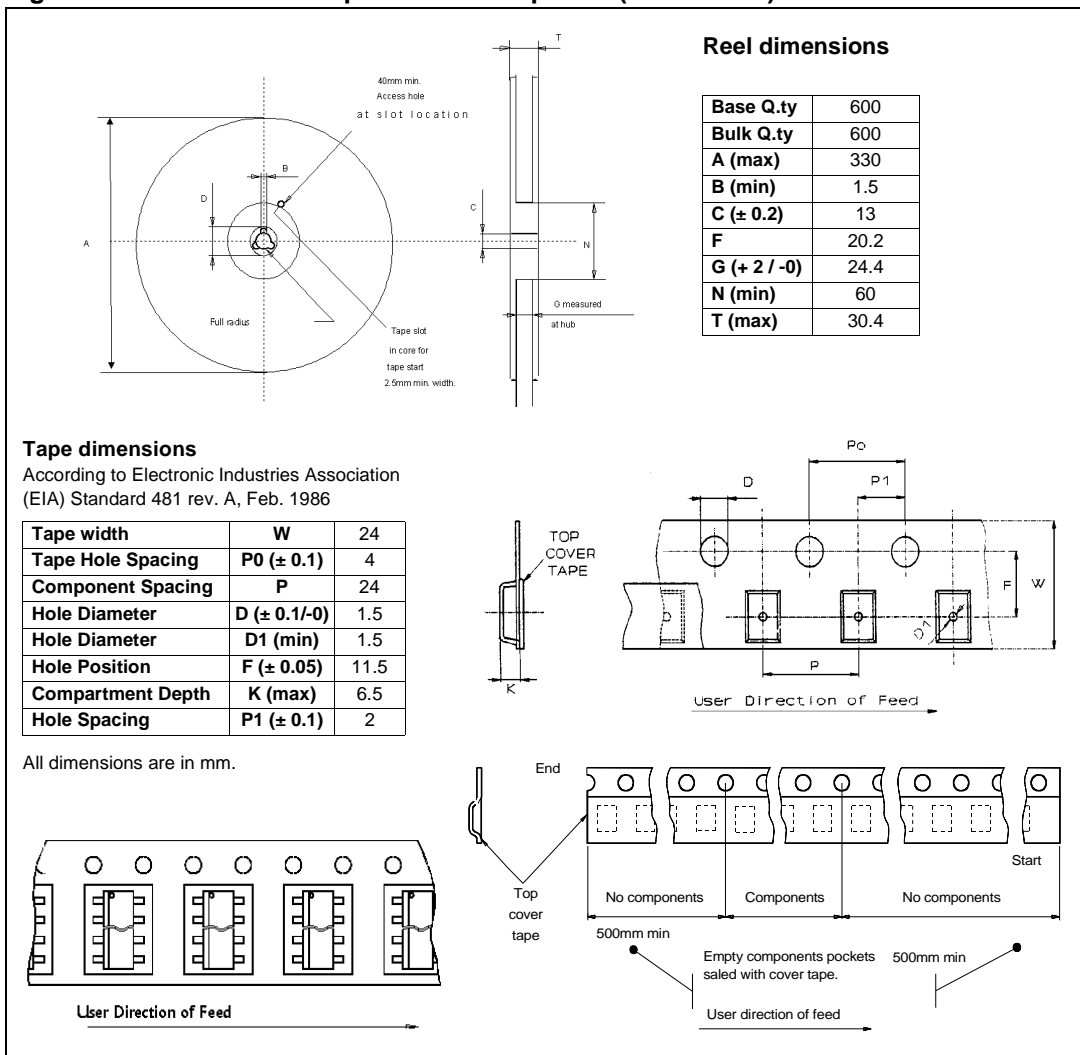 Reel dimensions
Base Q.ty 600
Bulk Q.ty 600
A (max) 330
B (min) 1.5
C (± 0.2) 13
F 20.2
G (+ 2 / -0) 24.4
N (min) 60
T (max) 30.4
T
40mm min.
Access hole
at slot location
B
D
A
C
N
Full radius
Tape slot
in core for
tape start
2.5mm min. width.
G measured
at hub
Tape dimensions
According to Electronic Industries Association
(EIA) Standard 481 rev. A, Feb. 1986
Tape width W 24
Tape Hole Spacing P0 (± 0.1) 4
Component Spacing P 24
Hole Diameter D (± 0.1/-0) 1.5
Hole Diameter D1 (min) 1.5
Hole Position F (± 0.05) 11.5
Compartment Depth K (max) 6.5
Hole Spacing P1 (± 0.1) 2
All dimensions are in mm.
TOP
COVER
TAPE
K
Po
D
P1
F
W
D1
P
User Direction of Feed
End
Start
Top
cover
tape
No components
Components
No components
500mm min
Empty components pockets
saled with cover tape.
500mm min
User direction of feed
User Direction of Feed